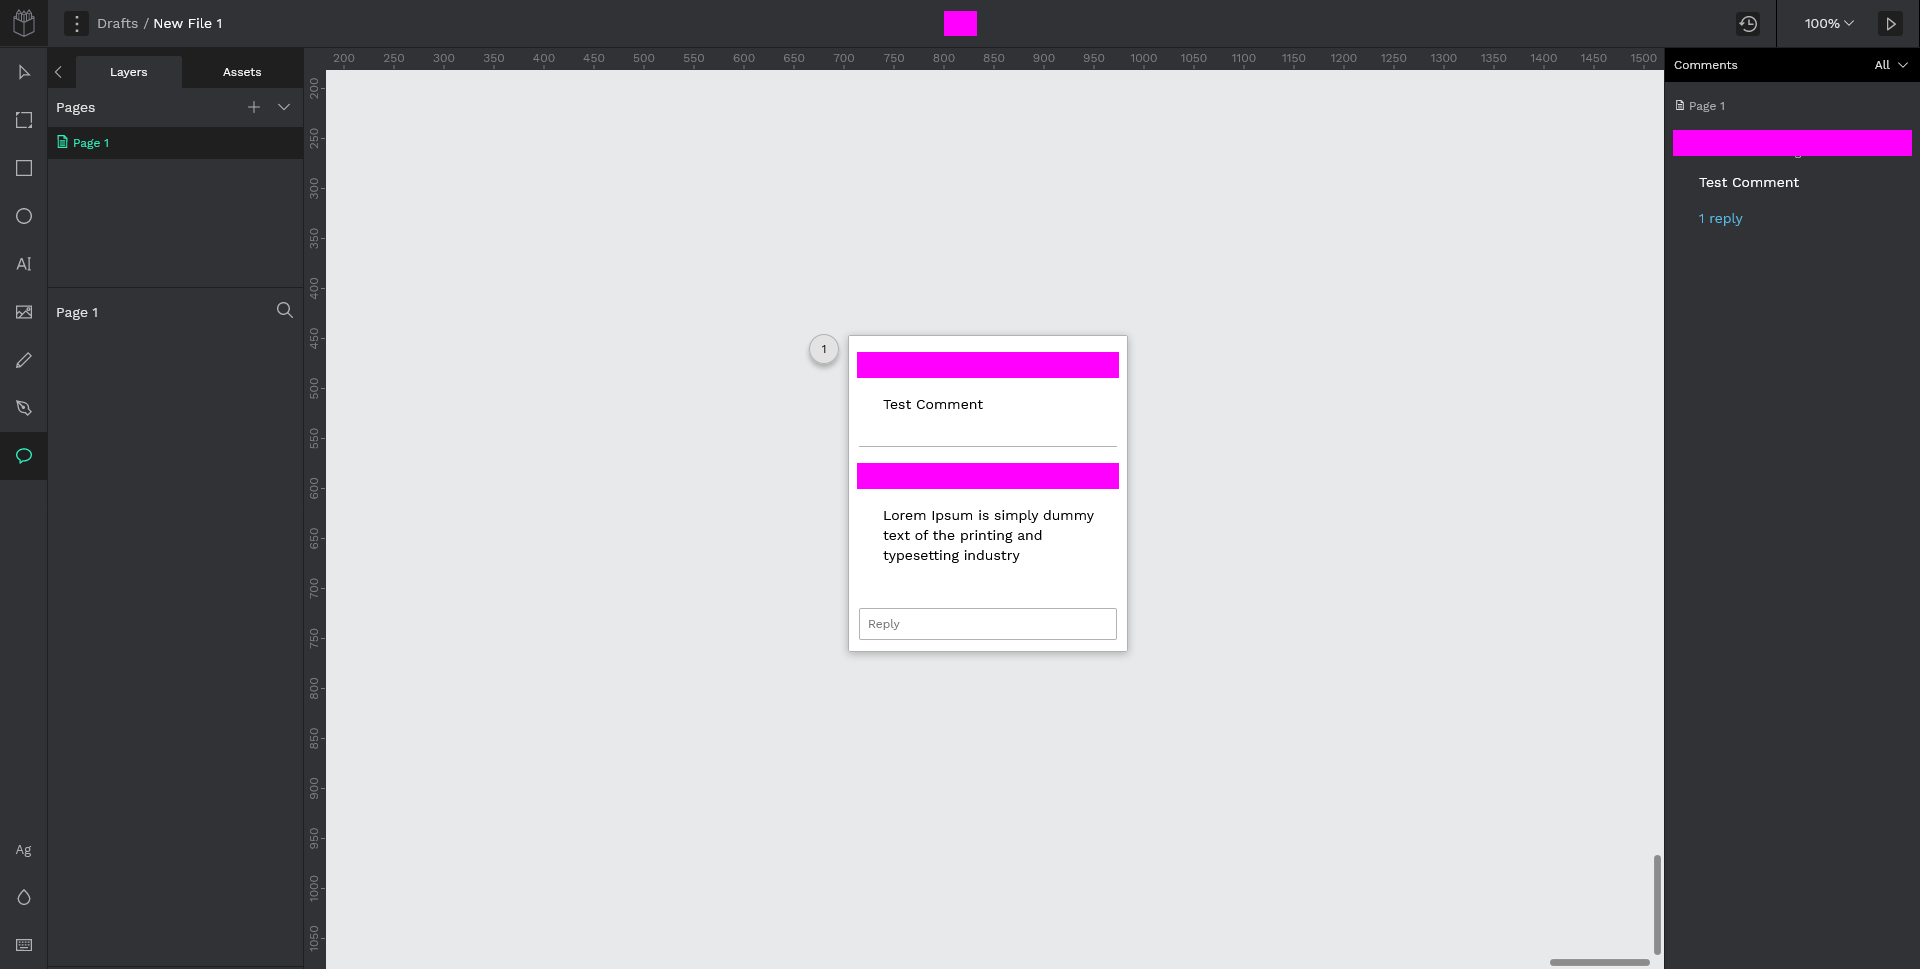 Drafts / New File 1
100%
Layers
Assets
Pages
Page 1
Page 1
AI
Ag
200 250 300 350 400 450 500 550 600 650 700 750 800 850 900 950 1000 1050 1100 1150 1200 1250 1300 1350 1400 1450 1500
200
250
300
350
400
450
500
550
600
650
700
750
800
850
900
950
1000
1050
1
Test Comment
Lorem Ipsum is simply dummy
text of the printing and
typesetting industry
Reply
Comments
All
Page 1
Test Comment
1 reply